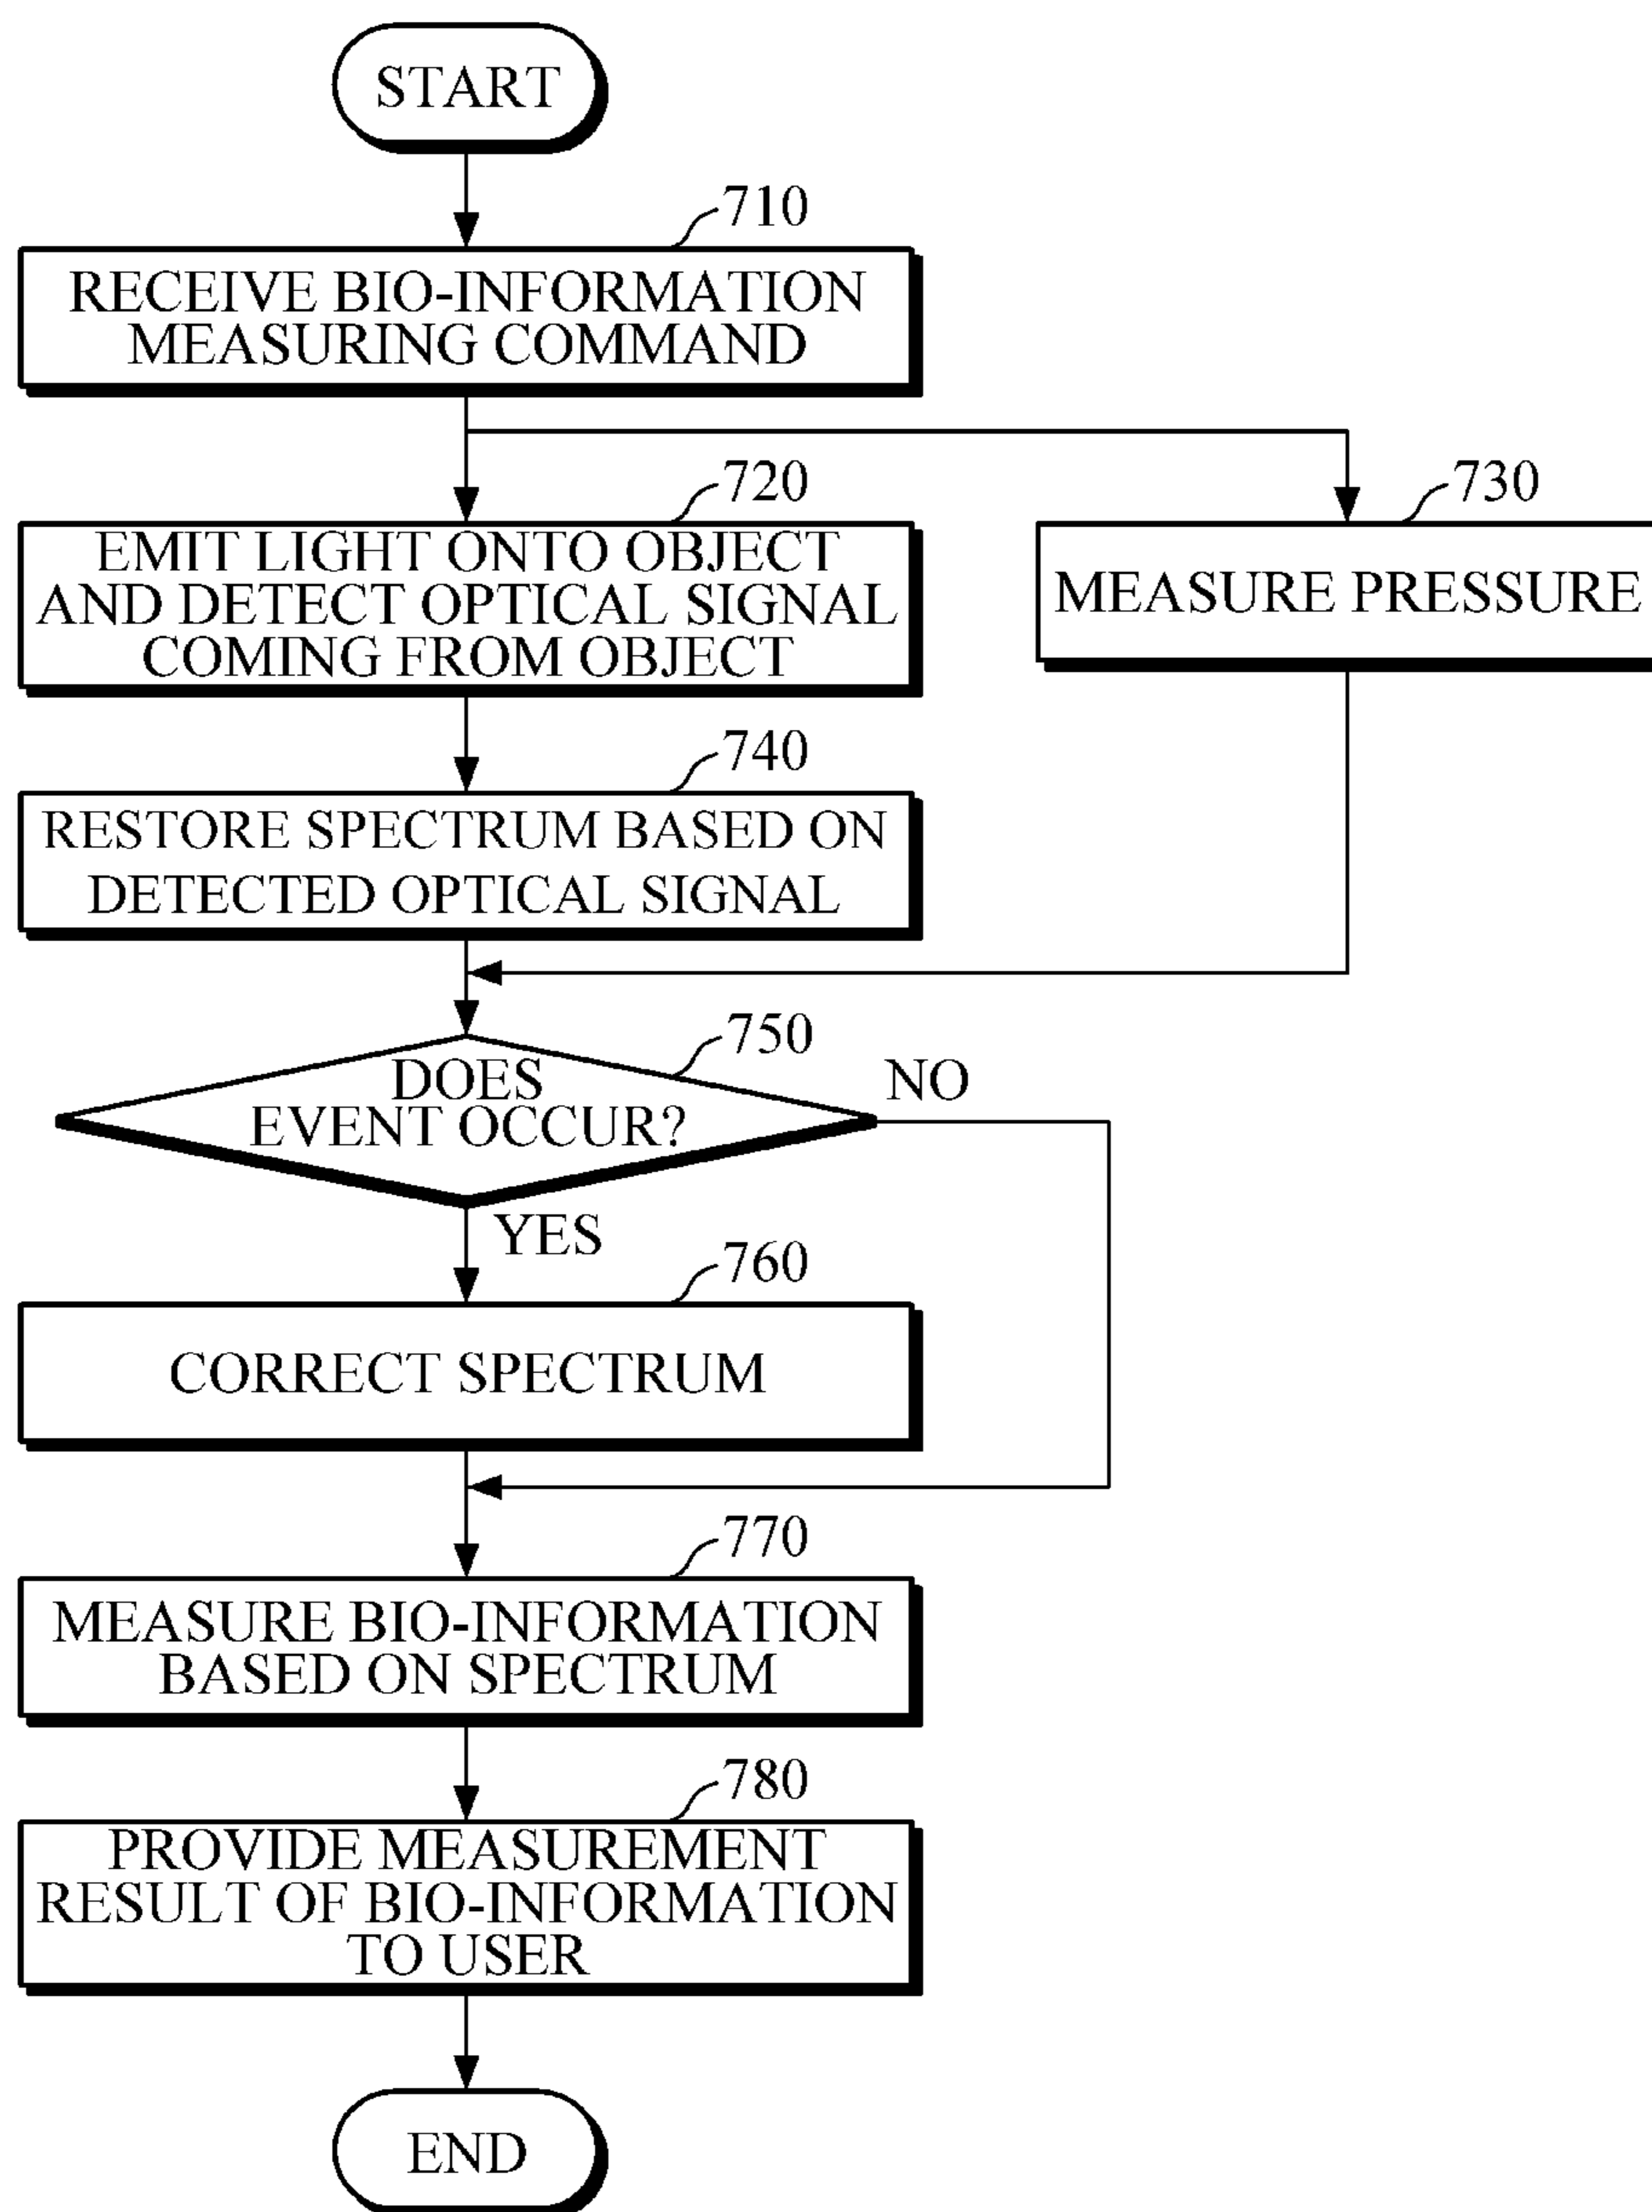 START
710
RECEIVE BIO-INFORMATION
MEASURING COMMAND
720
EMIT LIGHT ONTO OBJECT
AND DETECT OPTICAL SIGNAL
COMING FROM OBJECT
730
MEASURE PRESSURE
740
RESTORE SPECTRUM BASED ON
DETECTED OPTICAL SIGNAL
750
DOES
EVENT OCCUR?
NO
YES
760
CORRECT SPECTRUM
770
MEASURE BIO-INFORMATION
BASED ON SPECTRUM
780
PROVIDE MEASUREMENT
RESULT OF BIO-INFORMATION
TO USER
END